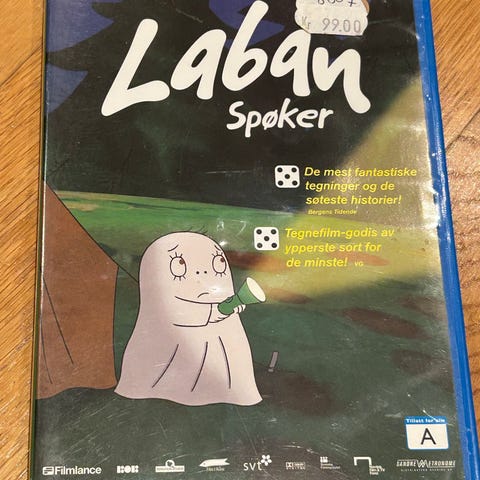 Kr 99.00
Laban
Spøker
De mest fantastiske
tegninger og de
søteste historier!
Bergens Tidende
Tegnefilm-godis av
ypperste sort for
de minste! VG
Tillatt for alle
A
Filmlance
svt
SANDREW METRONOME